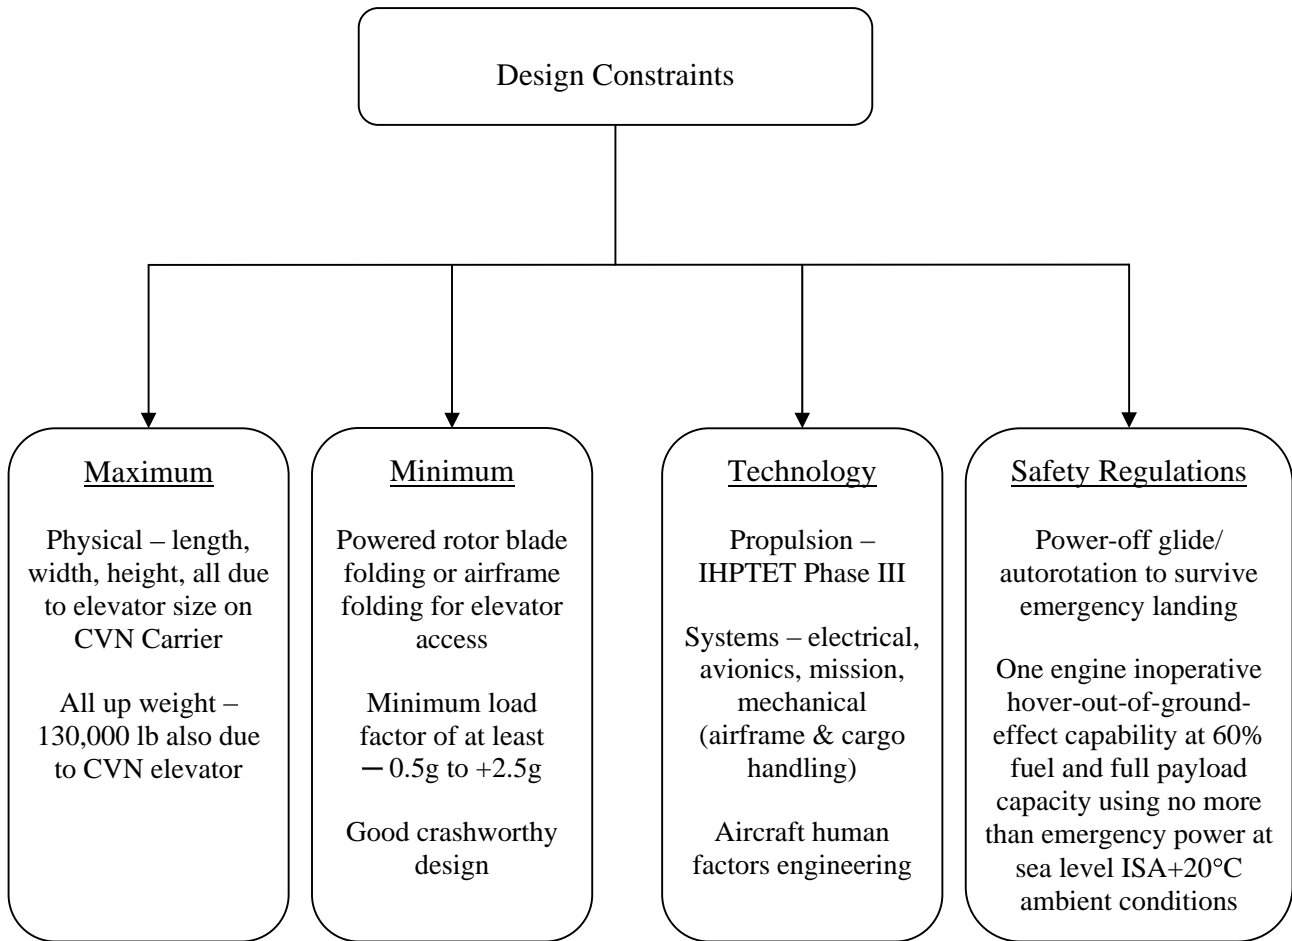 Design Constraints
Maximum
Physical – length,
width, height, all due
to elevator size on
CVN Carrier
All up weight –
130,000 lb also due
to CVN elevator
Minimum
Powered rotor blade
folding or airframe
folding for elevator
access
Minimum load
factor of at least
─ 0.5g to +2.5g
Good crashworthy
design
Technology
Propulsion –
IHPTET Phase III
Systems – electrical,
avionics, mission,
mechanical
(airframe & cargo
handling)
Aircraft human
factors engineering
Safety Regulations
Power-off glide/
autorotation to survive
emergency landing
One engine inoperative
hover-out-of-ground-
effect capability at 60%
fuel and full payload
capacity using no more
than emergency power at
sea level ISA+20°C
ambient conditions